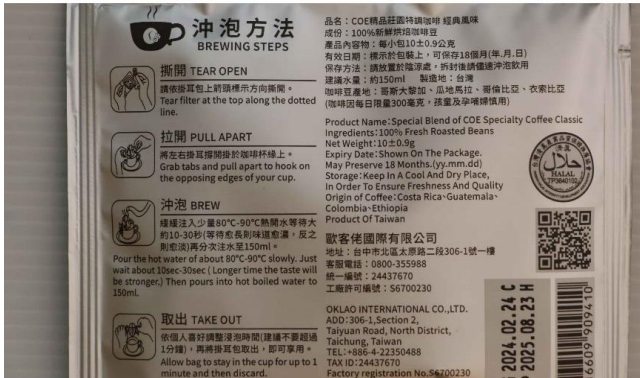 沖泡方法
BREWING STEPS
撕開 TEAR OPEN
請依掛耳包上箭頭標示方向撕開。
Tear filter at the top along the dotted
line.
拉開 PULL APART
將左右掛耳撐開掛於咖啡杯緣上。
Grab tabs and pull apart to hook on
the opposing edges of your cup.
沖泡 BREW
緩緩注入少量80℃-90℃熱開水等待大
約10-30秒(等待愈長則味道愈濃，反之
則愈淡)再分次注水至150ml。
Pour the hot water of about 80℃-90℃ slowly. Just
wait about 10sec-30sec ( Longer time the taste will
be stronger.) Then pours into hot boiled water to
150ml.
取出 TAKE OUT
依個人喜好調整浸泡時間(建議不要超過
1分鐘)，再將掛耳包取出，即可享用。
Allow bag to stay in the cup for up to 1
minute and then discard.
品名：COE精品莊園特調咖啡 經典風味
成份：100%新鮮烘焙咖啡豆
產品內容物：每小包10±0.9公克
有效日期：標示於包裝上，可保存18個月(年.月.日)
保存方法：請放置於陰涼處，拆封後請儘速沖泡飲用
建議水量：約150ml 製造地：台灣
咖啡豆產地：哥斯大黎加、瓜地馬拉、哥倫比亞、衣索比亞
(咖啡因每日限量300毫克，孩童及孕哺婦慎用)
Product Name：Special Blend of COE Specialty Coffee Classic
Ingredients：100% Fresh Roasted Beans
Net Weight：10±0.9g
Expiry Date：Shown On The Package.
May Preserve 18 Months.(yy.mm.dd)
Storage：Keep In A Cool And Dry Place,
In Order To Ensure Freshness And Quality
Origin of Coffee：Costa Rica、Guatemala、
Colombia、Ethiopia
Product Of Taiwan
歐客佬國際有限公司
地址：台中市北區太原路二段306-1號一樓
客服電話：0800-355988
統一編號：24437670
工廠許可編號：S6700230
OKLAO INTERNATIONAL CO.,LTD.
ADD：306-1,Section 2,
Taiyuan Road, North District,
Taichung, Taiwan
TEL：+886-4-22350488
TAX ID：24437670
Factory registration No.S6700230
حلال
HALAL
TP3640102
2024.02.24 C
P 2025.08.23 H
6609 909410